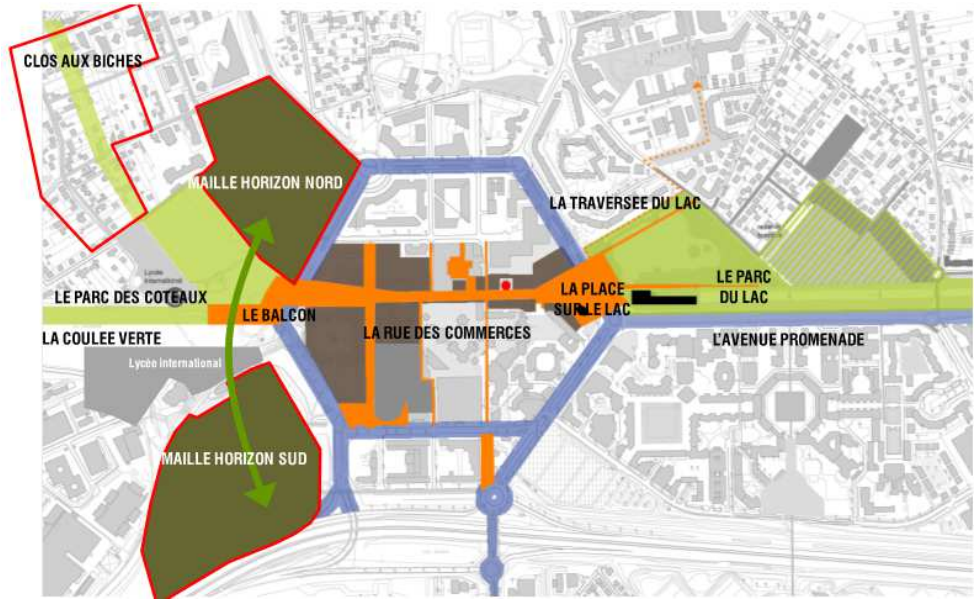 CLOS AUX BICHES
MAILLE HORIZON NORD
LA TRAVERSEE DU LAC
Lycée
international
LE PARC DES COTEAUX
LE BALCON
LA PLACE
SUR LE LAC
LE PARC
DU LAC
LA COULEE VERTE
LA RUE DES COMMERCES
L'AVENUE PROMENADE
Lycée international
MAILLE HORIZON SUD